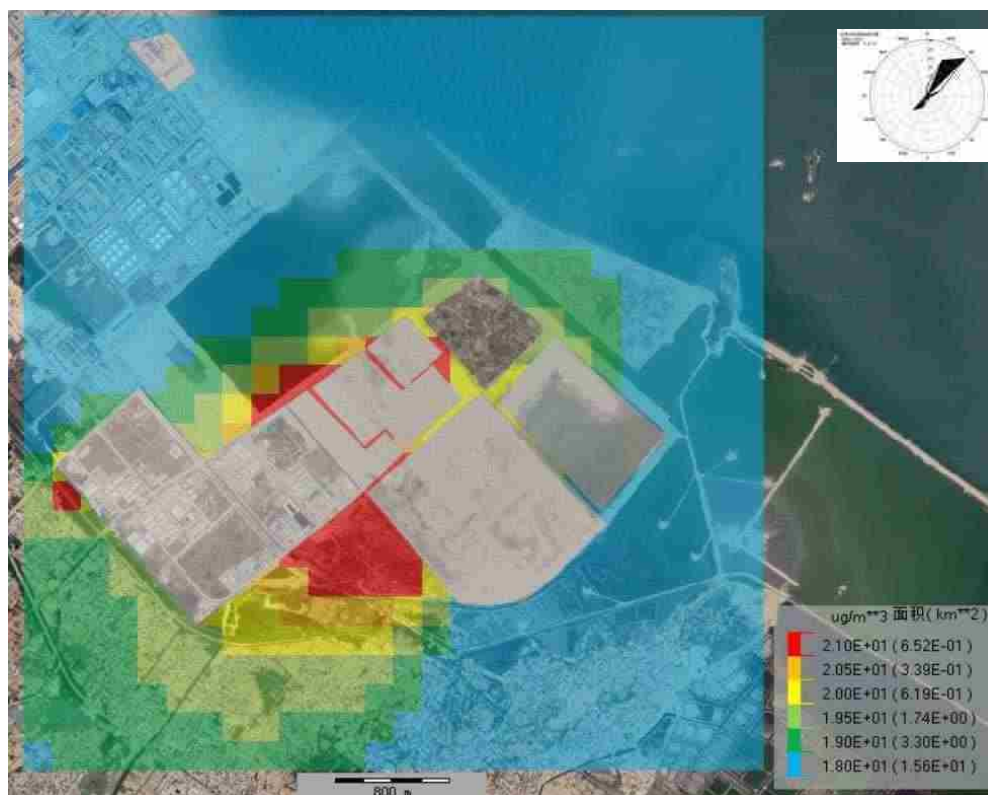 ug/m**3 面积( km**2)
2.10E+01 ( 6.52E-01 )
2.05E+01 ( 3.39E-01 )
2.00E+01 ( 6.19E-01 )
1.95E+01 ( 1.74E+00 )
1.90E+01 ( 3.30E+00 )
1.80E+01 ( 1.56E+01 )
800 m